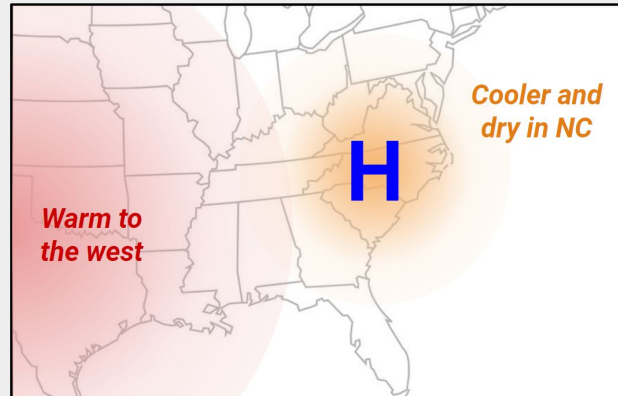 Cooler and
dry in NC
H
Warm to
the west